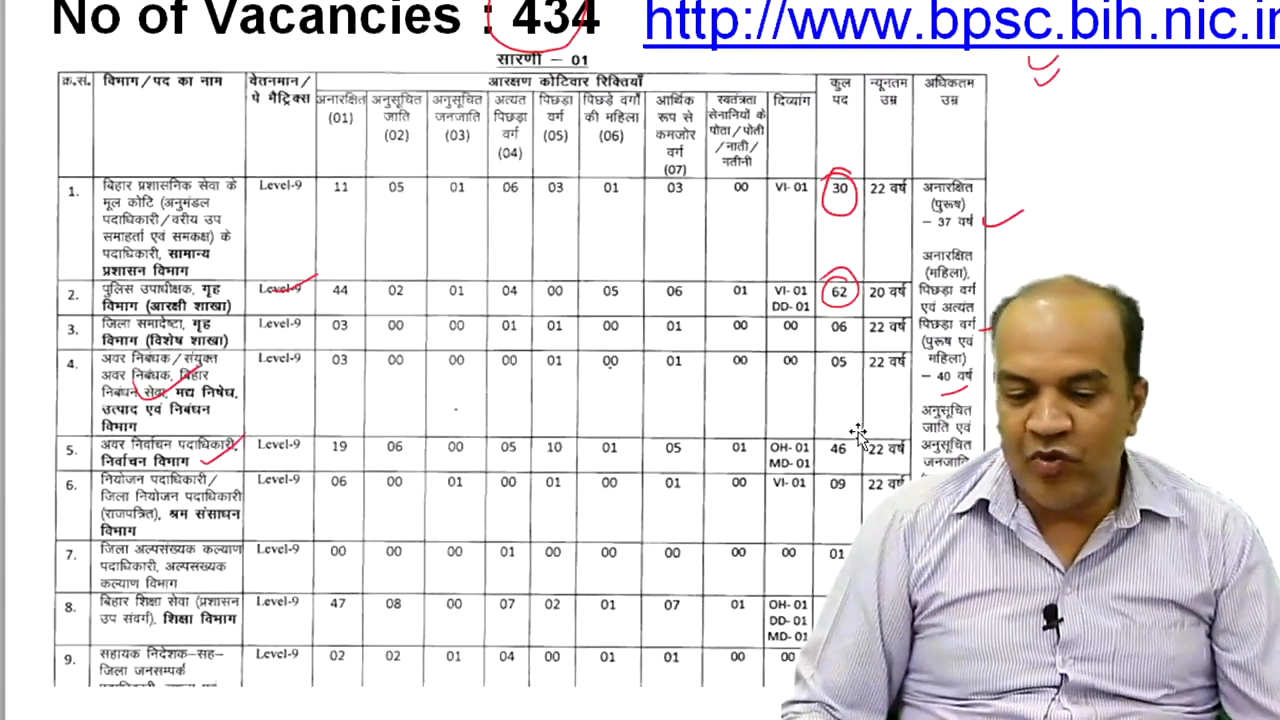 No of Vacancies : 434 http://www.bpsc.bih.nic.in
सारणी – 01
क्र.सं. विभाग/पद का नाम वेतनमान/ पे मैट्रिक्स आरक्षण कोटिवार रिक्तियाँ कुल पद न्यूनतम उम्र अधिकतम उम्र
अनारक्षित (01) अनुसूचित जाति (02) अनुसूचित जनजाति (03) अत्यत पिछड़ा वर्ग (04) पिछड़ा वर्ग (05) पिछड़े वर्गों की महिला (06) आर्थिक रूप से कमजोर वर्ग (07) स्वतंत्रता सेनानियों के पोता/पोती /नाती/ नतीनी दिव्यांग
1. बिहार प्रशासनिक सेवा के Level-9 11 05 01 06 03 01 03 00 VI- 01 30 22 वर्ष अनारक्षित
मूल कोटि (अनुमंडल (पुरूष)
पदाधिकारी/वरीय उप – 37 वर्ष
समाहर्ता एवं समकक्ष) के
पदाधिकारी, सामान्य अनारक्षित
प्रशासन विभाग (महिला),
2. पुलिस उपाधीक्षक, गृह Level-9 44 02 01 04 00 05 06 01 VI- 01 62 20 वर्ष पिछड़ा वर्ग
विभाग (आरक्षी शाखा) DD- 01 एवं अत्यंत
3. जिला समादेष्टा, गृह Level-9 03 00 00 01 01 00 01 00 00 06 22 वर्ष पिछड़ा वर्ग
विभाग (विशेष शाखा) (पुरूष एवं
4. अवर निबंधक/संयुक्त Level-9 03 00 00 00 01 00 01 00 00 05 22 वर्ष महिला)
अवर निबंधक, बिहार – 40 वर्ष
निबंधन सेवा, मद्य निषेध,
उत्पाद एवं निबंधन अनुसूचित
विभाग जाति एवं
5. अवर निर्वाचन पदाधिकारी, Level-9 19 06 00 05 10 01 05 01 OH- 01 46 22 वर्ष अनुसूचित
निर्वाचन विभाग MD- 01 जनजाति
6. नियोजन पदाधिकारी/ Level-9 06 00 01 00 01 00 01 00 VI- 01 09 22 वर्ष
जिला नियोजन पदाधिकारी
(राजपत्रित), श्रम संसाधन
विभाग
7. जिला अल्पसंख्यक कल्याण Level-9 00 00 00 01 00 00 00 00 00 01
पदाधिकारी, अल्पसंख्यक
कल्याण विभाग
8. बिहार शिक्षा सेवा (प्रशासन Level-9 47 08 00 07 02 01 07 01 OH- 01
उप संवर्ग), शिक्षा विभाग DD- 01
MD- 01
9. सहायक निदेशक–सह– Level-9 02 02 01 04 00 01 01 00 00
जिला जनसम्पर्क